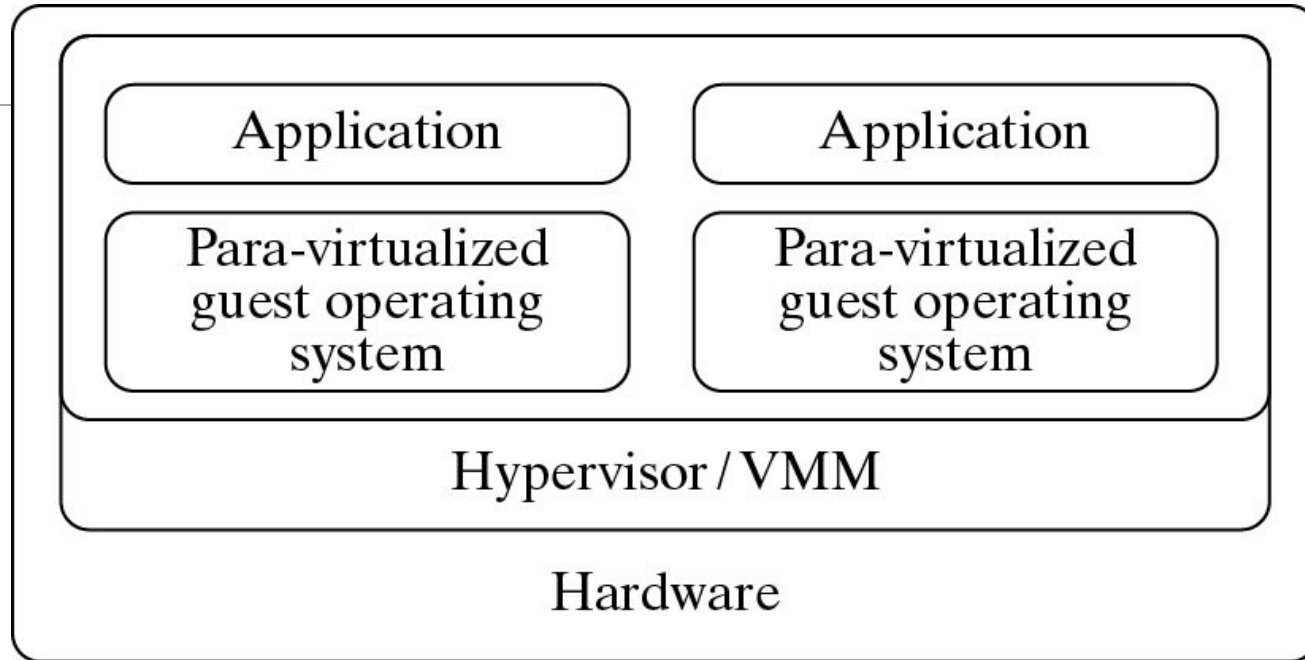 Application
Application
Para-virtualized
guest operating
system
Para-virtualized
guest operating
system
Hypervisor / VMM
Hardware